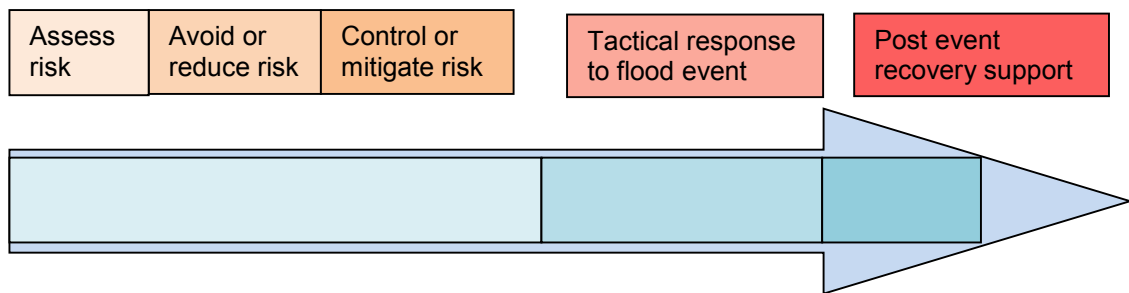 Assess
risk
Avoid or
reduce risk
Control or
mitigate risk
Tactical response
to flood event
Post event
recovery support